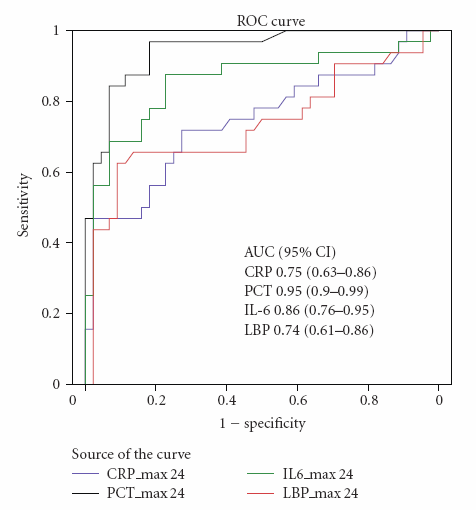 ROC curve
1
0.8
0.6
0.4
0.2
0
Sensitivity
AUC (95% CI)
CRP 0.75 (0.63–0.86)
PCT 0.95 (0.9–0.99)
IL-6 0.86 (0.76–0.95)
LBP 0.74 (0.61–0.86)
0 0.2 0.4 0.6 0.8 0
1 − specificity
Source of the curve
CRP_max 24 IL6_max 24
PCT_max 24 LBP_max 24